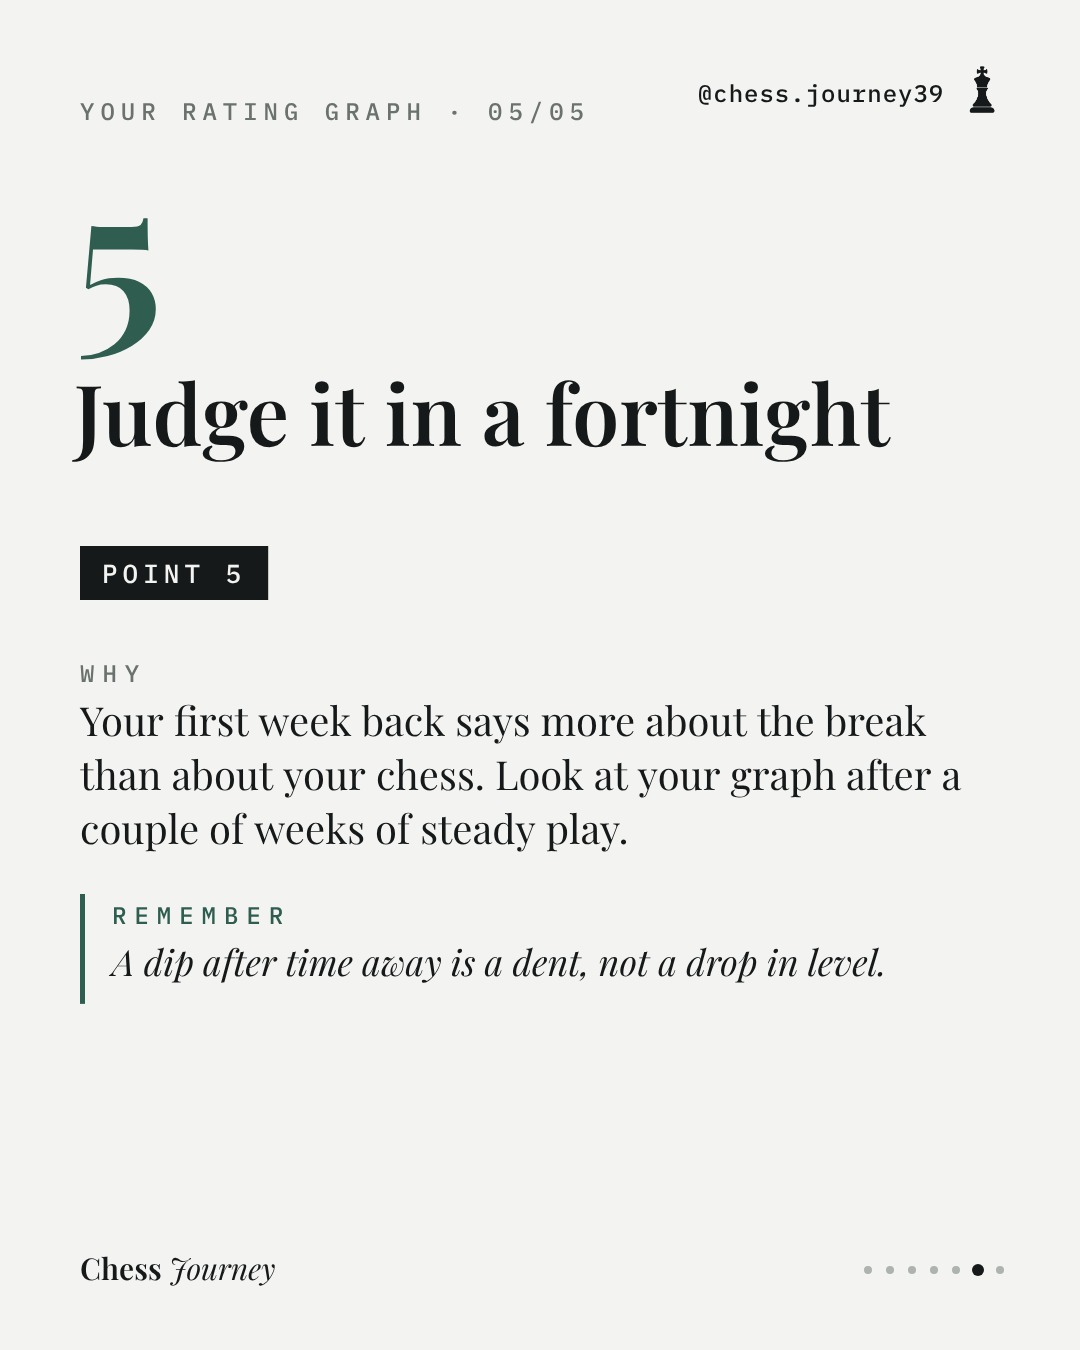 YOUR RATING GRAPH · 05/05
@chess.journey39
5
Judge it in a fortnight
POINT 5
WHY
Your first week back says more about the break
than about your chess. Look at your graph after a
couple of weeks of steady play.
REMEMBER
A dip after time away is a dent, not a drop in level.
Chess Journey